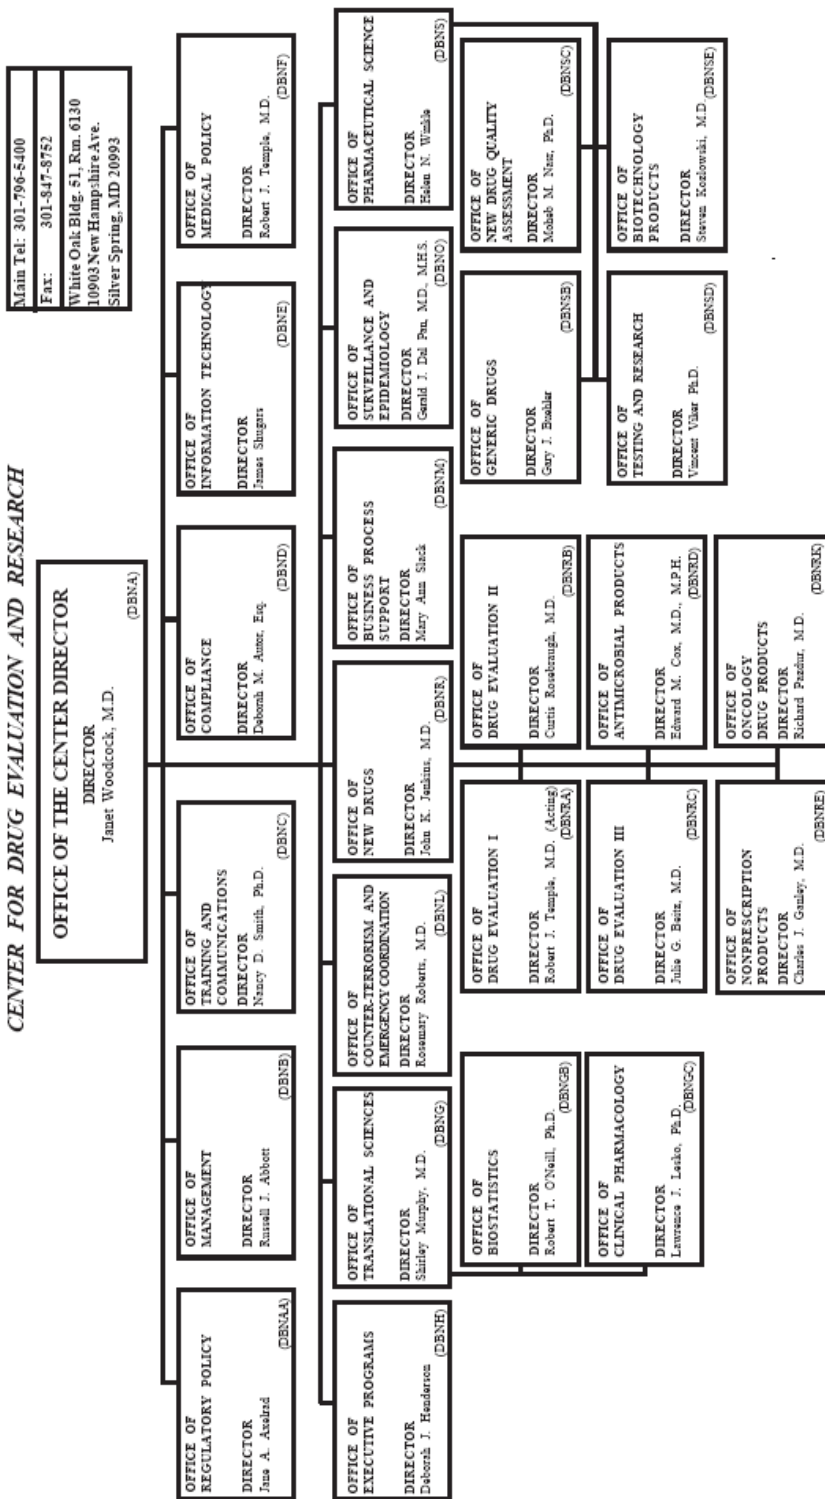 CENTER FOR DRUG EVALUATION AND RESEARCH
Main Tel: 301-796-5400
Fax: 301-847-8752
White Oak Bldg. 51, Rm. 6130
10903 New Hampshire Ave.
Silver Spring, MD 20993
OFFICE OF THE CENTER DIRECTOR
DIRECTOR
Janet Woodcock, M.D.
(DBNA)
OFFICE OF
REGULATORY POLICY
DIRECTOR
Jane A. Axelrad
(DBNAA)
OFFICE OF
MANAGEMENT
DIRECTOR
Russell J. Abbott
(DBNB)
OFFICE OF
TRAINING AND
COMMUNICATIONS
DIRECTOR
Nancy D. Smith, Ph.D.
(DBNC)
OFFICE OF
COMPLIANCE
DIRECTOR
Deborah M. Autor, Esq.
(DBND)
OFFICE OF
INFORMATION TECHNOLOGY
DIRECTOR
James Shugars
(DBNE)
OFFICE OF
MEDICAL POLICY
DIRECTOR
Robert J. Temple, M.D.
(DBNF)
OFFICE OF
EXECUTIVE PROGRAMS
DIRECTOR
Deborah J. Henderson
(DBNH)
OFFICE OF
TRANSLATIONAL SCIENCES
DIRECTOR
Shirley Murphy, M.D.
(DBNG)
OFFICE OF
COUNTER-TERRORISM AND
EMERGENCY COORDINATION
DIRECTOR
Rosemary Roberts, M.D.
(DBNL)
OFFICE OF
NEW DRUGS
DIRECTOR
John K. Jenkins, M.D.
(DBNR)
OFFICE OF
BUSINESS PROCESS
SUPPORT
DIRECTOR
Mary Ann Slack
(DBNM)
OFFICE OF
SURVEILLANCE AND
EPIDEMIOLOGY
DIRECTOR
Gerald J. Dal Pan, M.D., M.H.S.
(DBNO)
OFFICE OF
PHARMACEUTICAL SCIENCE
DIRECTOR
Helen N. Winkle
(DBNS)
OFFICE OF
BIOSTATISTICS
DIRECTOR
Robert T. O'Neill, Ph.D.
(DBNGB)
OFFICE OF
DRUG EVALUATION I
DIRECTOR
Robert J. Temple, M.D. (Acting)
(DBNRA)
OFFICE OF
DRUG EVALUATION II
DIRECTOR
Curtis Rosebraugh, M.D.
(DBNRB)
OFFICE OF
GENERIC DRUGS
DIRECTOR
Gary J. Buehler
(DBNSB)
OFFICE OF
NEW DRUG QUALITY
ASSESSMENT
DIRECTOR
Moheb M. Nasr, Ph.D.
(DBNSC)
OFFICE OF
CLINICAL PHARMACOLOGY
DIRECTOR
Lawrence J. Lesko, Ph.D.
(DBNGC)
OFFICE OF
DRUG EVALUATION III
DIRECTOR
Julie G. Beitz, M.D.
(DBNRC)
OFFICE OF
ANTIMICROBIAL PRODUCTS
DIRECTOR
Edward M. Cox, M.D., M.P.H.
(DBNRD)
OFFICE OF
TESTING AND RESEARCH
DIRECTOR
Vincent Vilker Ph.D.
(DBNSD)
OFFICE OF
BIOTECHNOLOGY
PRODUCTS
DIRECTOR
Steven Kozlowski, M.D.
(DBNSE)
OFFICE OF
NONPRESCRIPTION
PRODUCTS
DIRECTOR
Charles J. Ganley, M.D.
(DBNRE)
OFFICE OF
ONCOLOGY
DRUG PRODUCTS
DIRECTOR
Richard Pazdur, M.D.
(DBNRK)